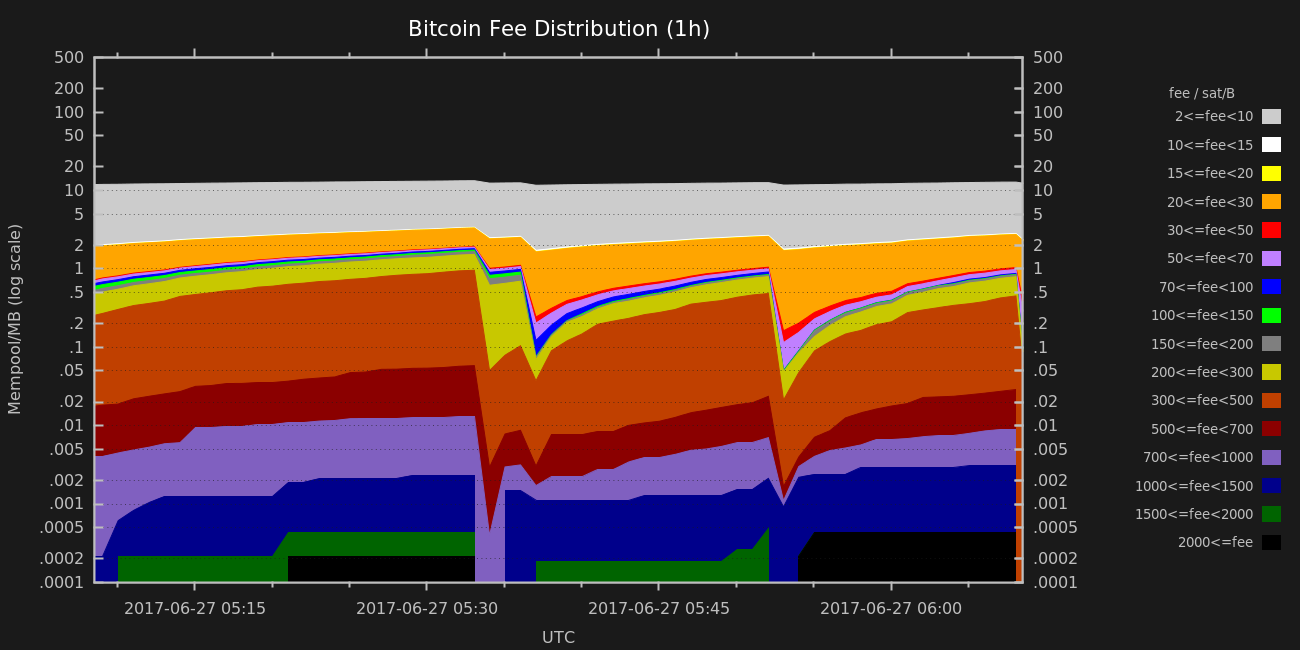 Bitcoin Fee Distribution (1h)
500 500
200 200
100 100
50 50
20 20
10 10
5 5
2 2
1 1
.5 .5
.2 .2
.1 .1
.05 .05
.02 .02
.01 .01
.005 .005
.002 .002
.001 .001
.0005 .0005
.0002 .0002
.0001 .0001
Mempool/MB (log scale)
2017-06-27 05:15 2017-06-27 05:30 2017-06-27 05:45 2017-06-27 06:00
UTC
fee / sat/B
2<=fee<10
10<=fee<15
15<=fee<20
20<=fee<30
30<=fee<50
50<=fee<70
70<=fee<100
100<=fee<150
150<=fee<200
200<=fee<300
300<=fee<500
500<=fee<700
700<=fee<1000
1000<=fee<1500
1500<=fee<2000
2000<=fee